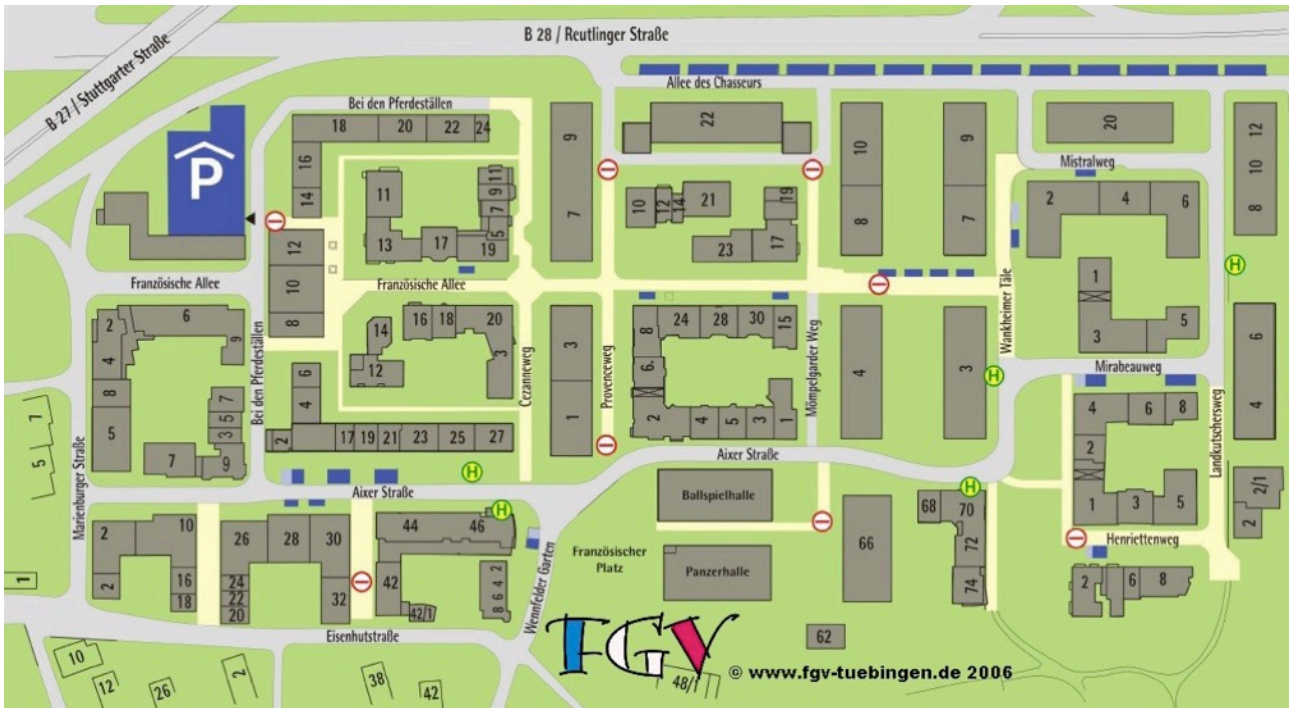 B 28 / Reutlinger Straße
B 27 / Stuttgarter Straße
Allee des Chasseurs
Bei den Pferdeställen
18 20 22 24
16
14
9
7
22
10
8
9
7
20
12
10
8
P
Mistralweg
11
11
9
7
5
13 17 19
10 12 14 21
19
23 17
2 4 6
12
10
8
H
1
3 5
Französische Allee
Französische Allee
Wankheimer Täle
6
2
4
8
5
9
7
5
3
7 9
Bei den Pferdeställen
14
16 18 20
12 3
Cezanneweg
3
1
Provenceweg
8 24 28 30 15
6.
2 4 5 3 1
Mömpelgarder Weg
4
3
H
Mirabeauweg
6
4
6
4
2 17 19 21 23 25 27
4 6 8
2
1 3 5
Landkutschersweg
2/1
2
7
5
Marienburger Straße
H
Aixer Straße
Aixer Straße
H
H
Ballspielhalle
Panzerhalle
Französischer
Platz
66
68 70
72
74
Henriettenweg
2 6 8
2 10
2 16
18
26 28 30
24
22
20
32
44 46
42
42/1
8 6 4 2
Wennfelder Garten
1
Eisenhutstraße
10
12
26
2
38
42
62
48/1
FGV
© www.fgv-tuebingen.de 2006